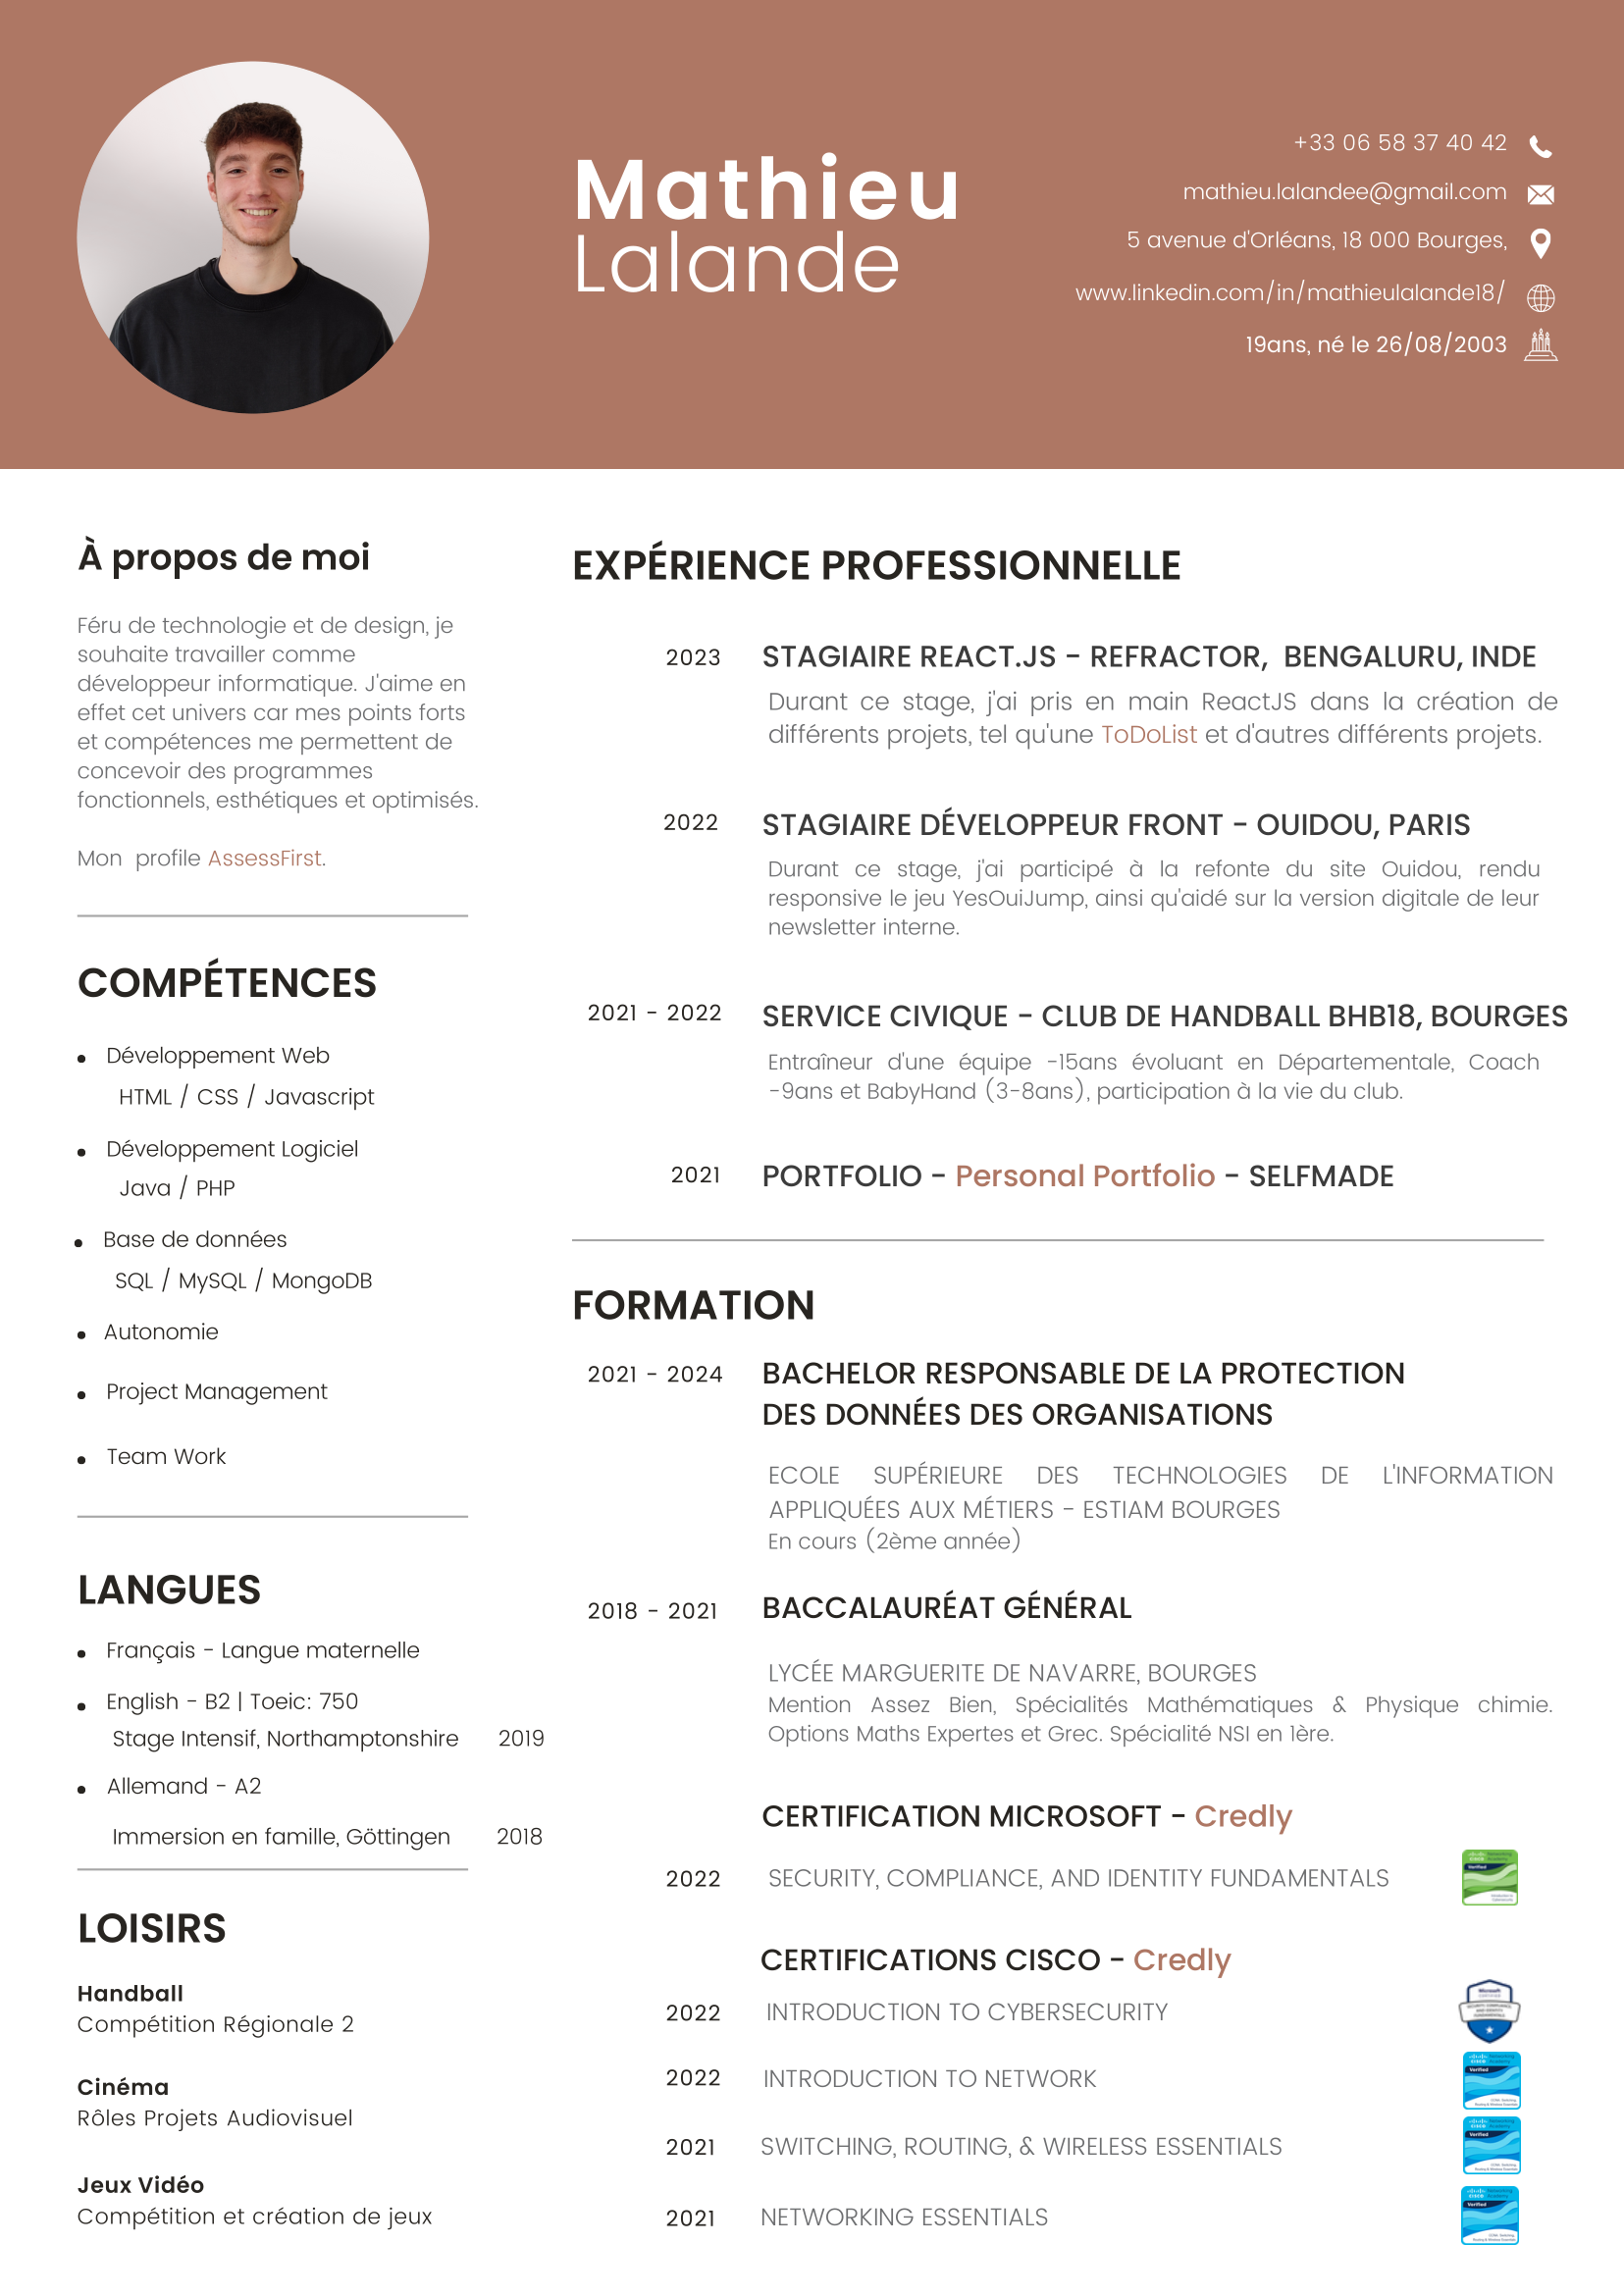 Mathieu
Lalande
+33 06 58 37 40 42
mathieu.lalandee@gmail.com
5 avenue d'Orléans, 18 000 Bourges,
www.linkedin.com/in/mathieulalande18/
19ans, né le 26/08/2003
À propos de moi
Féru de technologie et de design, je
souhaite travailler comme
développeur informatique. J'aime en
effet cet univers car mes points forts
et compétences me permettent de
concevoir des programmes
fonctionnels, esthétiques et optimisés.
Mon profile AssessFirst.
COMPÉTENCES
Développement Web
HTML / CSS / Javascript
Développement Logiciel
Java / PHP
Base de données
SQL / MySQL / MongoDB
Autonomie
Project Management
Team Work
LANGUES
Français - Langue maternelle
English - B2 | Toeic: 750
Stage Intensif, Northamptonshire 2019
Allemand - A2
Immersion en famille, Göttingen 2018
LOISIRS
Handball
Compétition Régionale 2
Cinéma
Rôles Projets Audiovisuel
Jeux Vidéo
Compétition et création de jeux
EXPÉRIENCE PROFESSIONNELLE
2023 STAGIAIRE REACT.JS - REFRACTOR, BENGALURU, INDE
Durant ce stage, j'ai pris en main ReactJS dans la création de
différents projets, tel qu'une ToDoList et d'autres différents projets.
2022 STAGIAIRE DÉVELOPPEUR FRONT - OUIDOU, PARIS
Durant ce stage, j'ai participé à la refonte du site Ouidou, rendu
responsive le jeu YesOuiJump, ainsi qu'aidé sur la version digitale de leur
newsletter interne.
2021 - 2022 SERVICE CIVIQUE - CLUB DE HANDBALL BHB18, BOURGES
Entraîneur d'une équipe -15ans évoluant en Départementale, Coach
-9ans et BabyHand (3-8ans), participation à la vie du club.
2021 PORTFOLIO - Personal Portfolio - SELFMADE
FORMATION
2021 - 2024 BACHELOR RESPONSABLE DE LA PROTECTION
DES DONNÉES DES ORGANISATIONS
ECOLE SUPÉRIEURE DES TECHNOLOGIES DE L'INFORMATION
APPLIQUÉES AUX MÉTIERS - ESTIAM BOURGES
En cours (2ème année)
2018 - 2021 BACCALAURÉAT GÉNÉRAL
LYCÉE MARGUERITE DE NAVARRE, BOURGES
Mention Assez Bien, Spécialités Mathématiques & Physique chimie.
Options Maths Expertes et Grec. Spécialité NSI en 1ère.
CERTIFICATION MICROSOFT - Credly
2022 SECURITY, COMPLIANCE, AND IDENTITY FUNDAMENTALS
Verified
CERTIFICATIONS CISCO - Credly
2022 INTRODUCTION TO CYBERSECURITY
Microsoft
2022 INTRODUCTION TO NETWORK
Verified
2021 SWITCHING, ROUTING, & WIRELESS ESSENTIALS
Verified
2021 NETWORKING ESSENTIALS
Verified